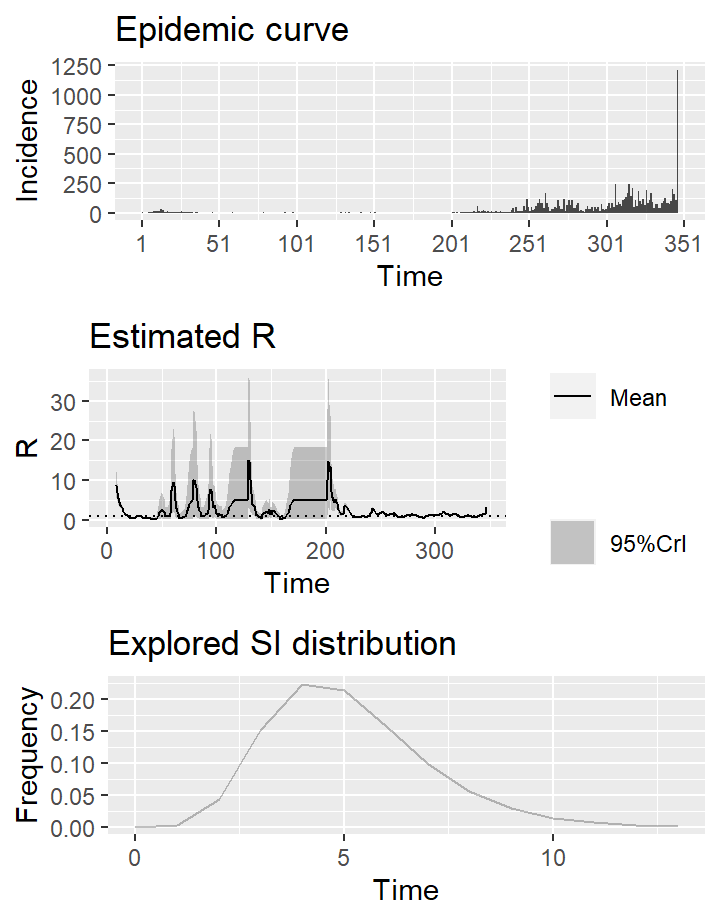 Epidemic curve
1250
1000
750
500
250
0
Incidence
1 51 101 151 201 251 301 351
Time
Estimated R
30
20
10
0
R
0 100 200 300
Time
Mean
95%CrI
Explored SI distribution
0.20
0.15
0.10
0.05
0.00
Frequency
0 5 10
Time